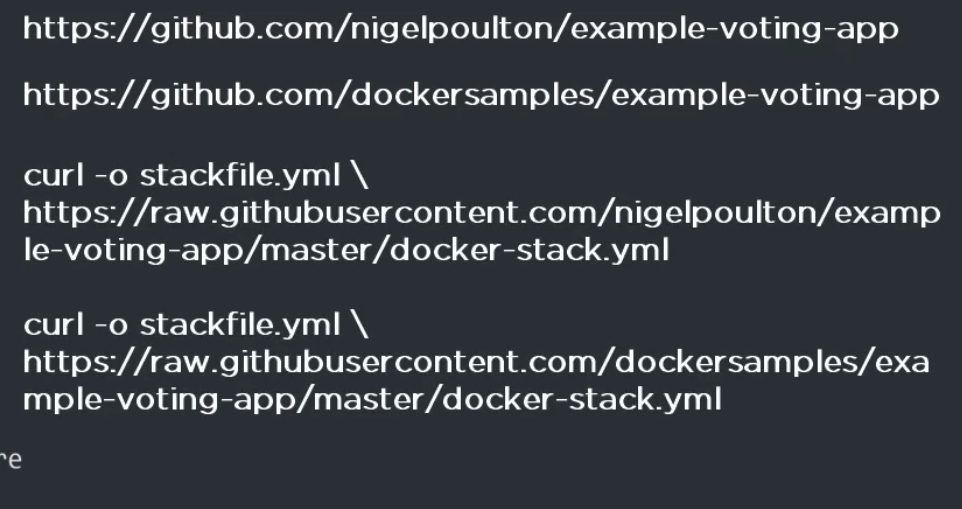 https://github.com/nigelpoulton/example-voting-app
https://github.com/dockersamples/example-voting-app
curl -o stackfile.yml \
https://raw.githubusercontent.com/nigelpoulton/examp
le-voting-app/master/docker-stack.yml
curl -o stackfile.yml \
https://raw.githubusercontent.com/dockersamples/exa
mple-voting-app/master/docker-stack.yml
re